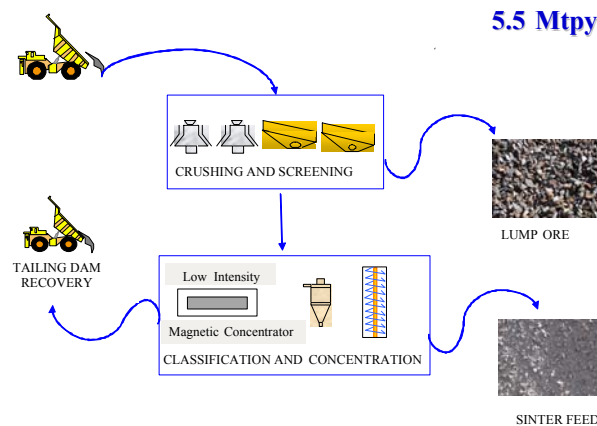 5.5 Mtpy
CRUSHING AND SCREENING
LUMP ORE
TAILING DAM
RECOVERY
Low Intensity
Magnetic Concentrator
CLASSIFICATION AND CONCENTRATION
SINTER FEED